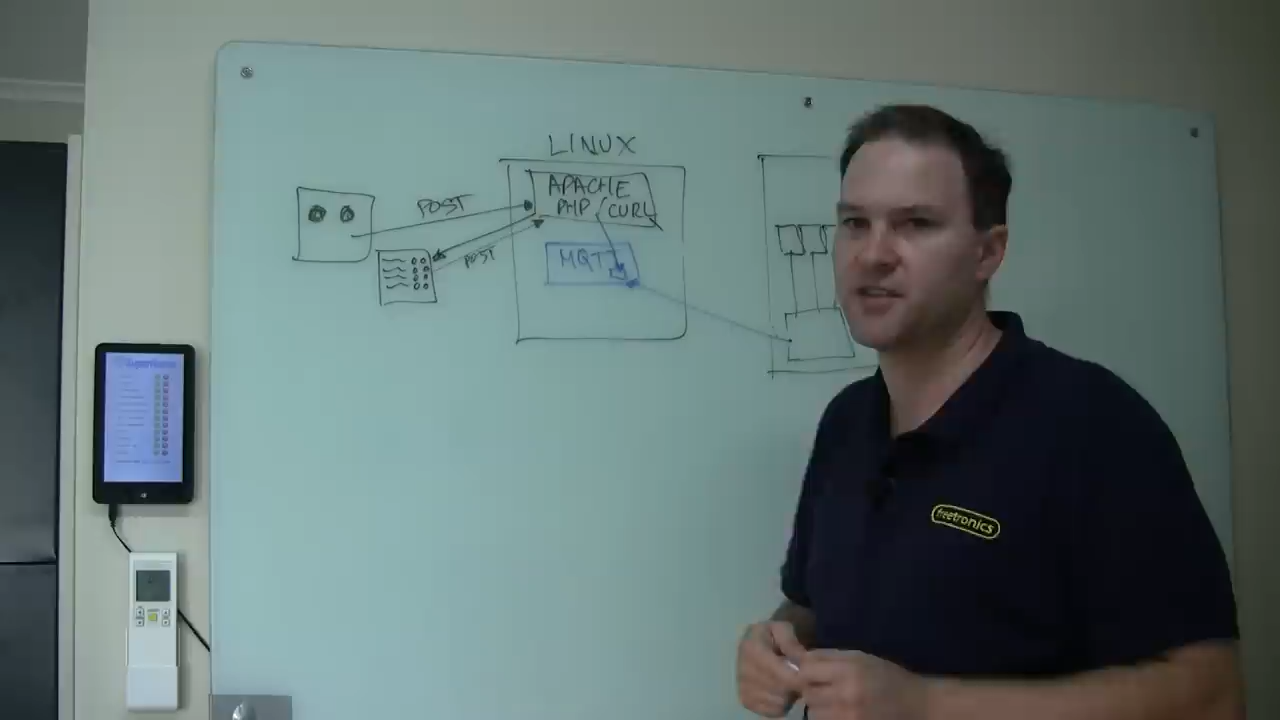 LINUX
APACHE
PHP/CURL
POST
POST
MQTT
freetronics